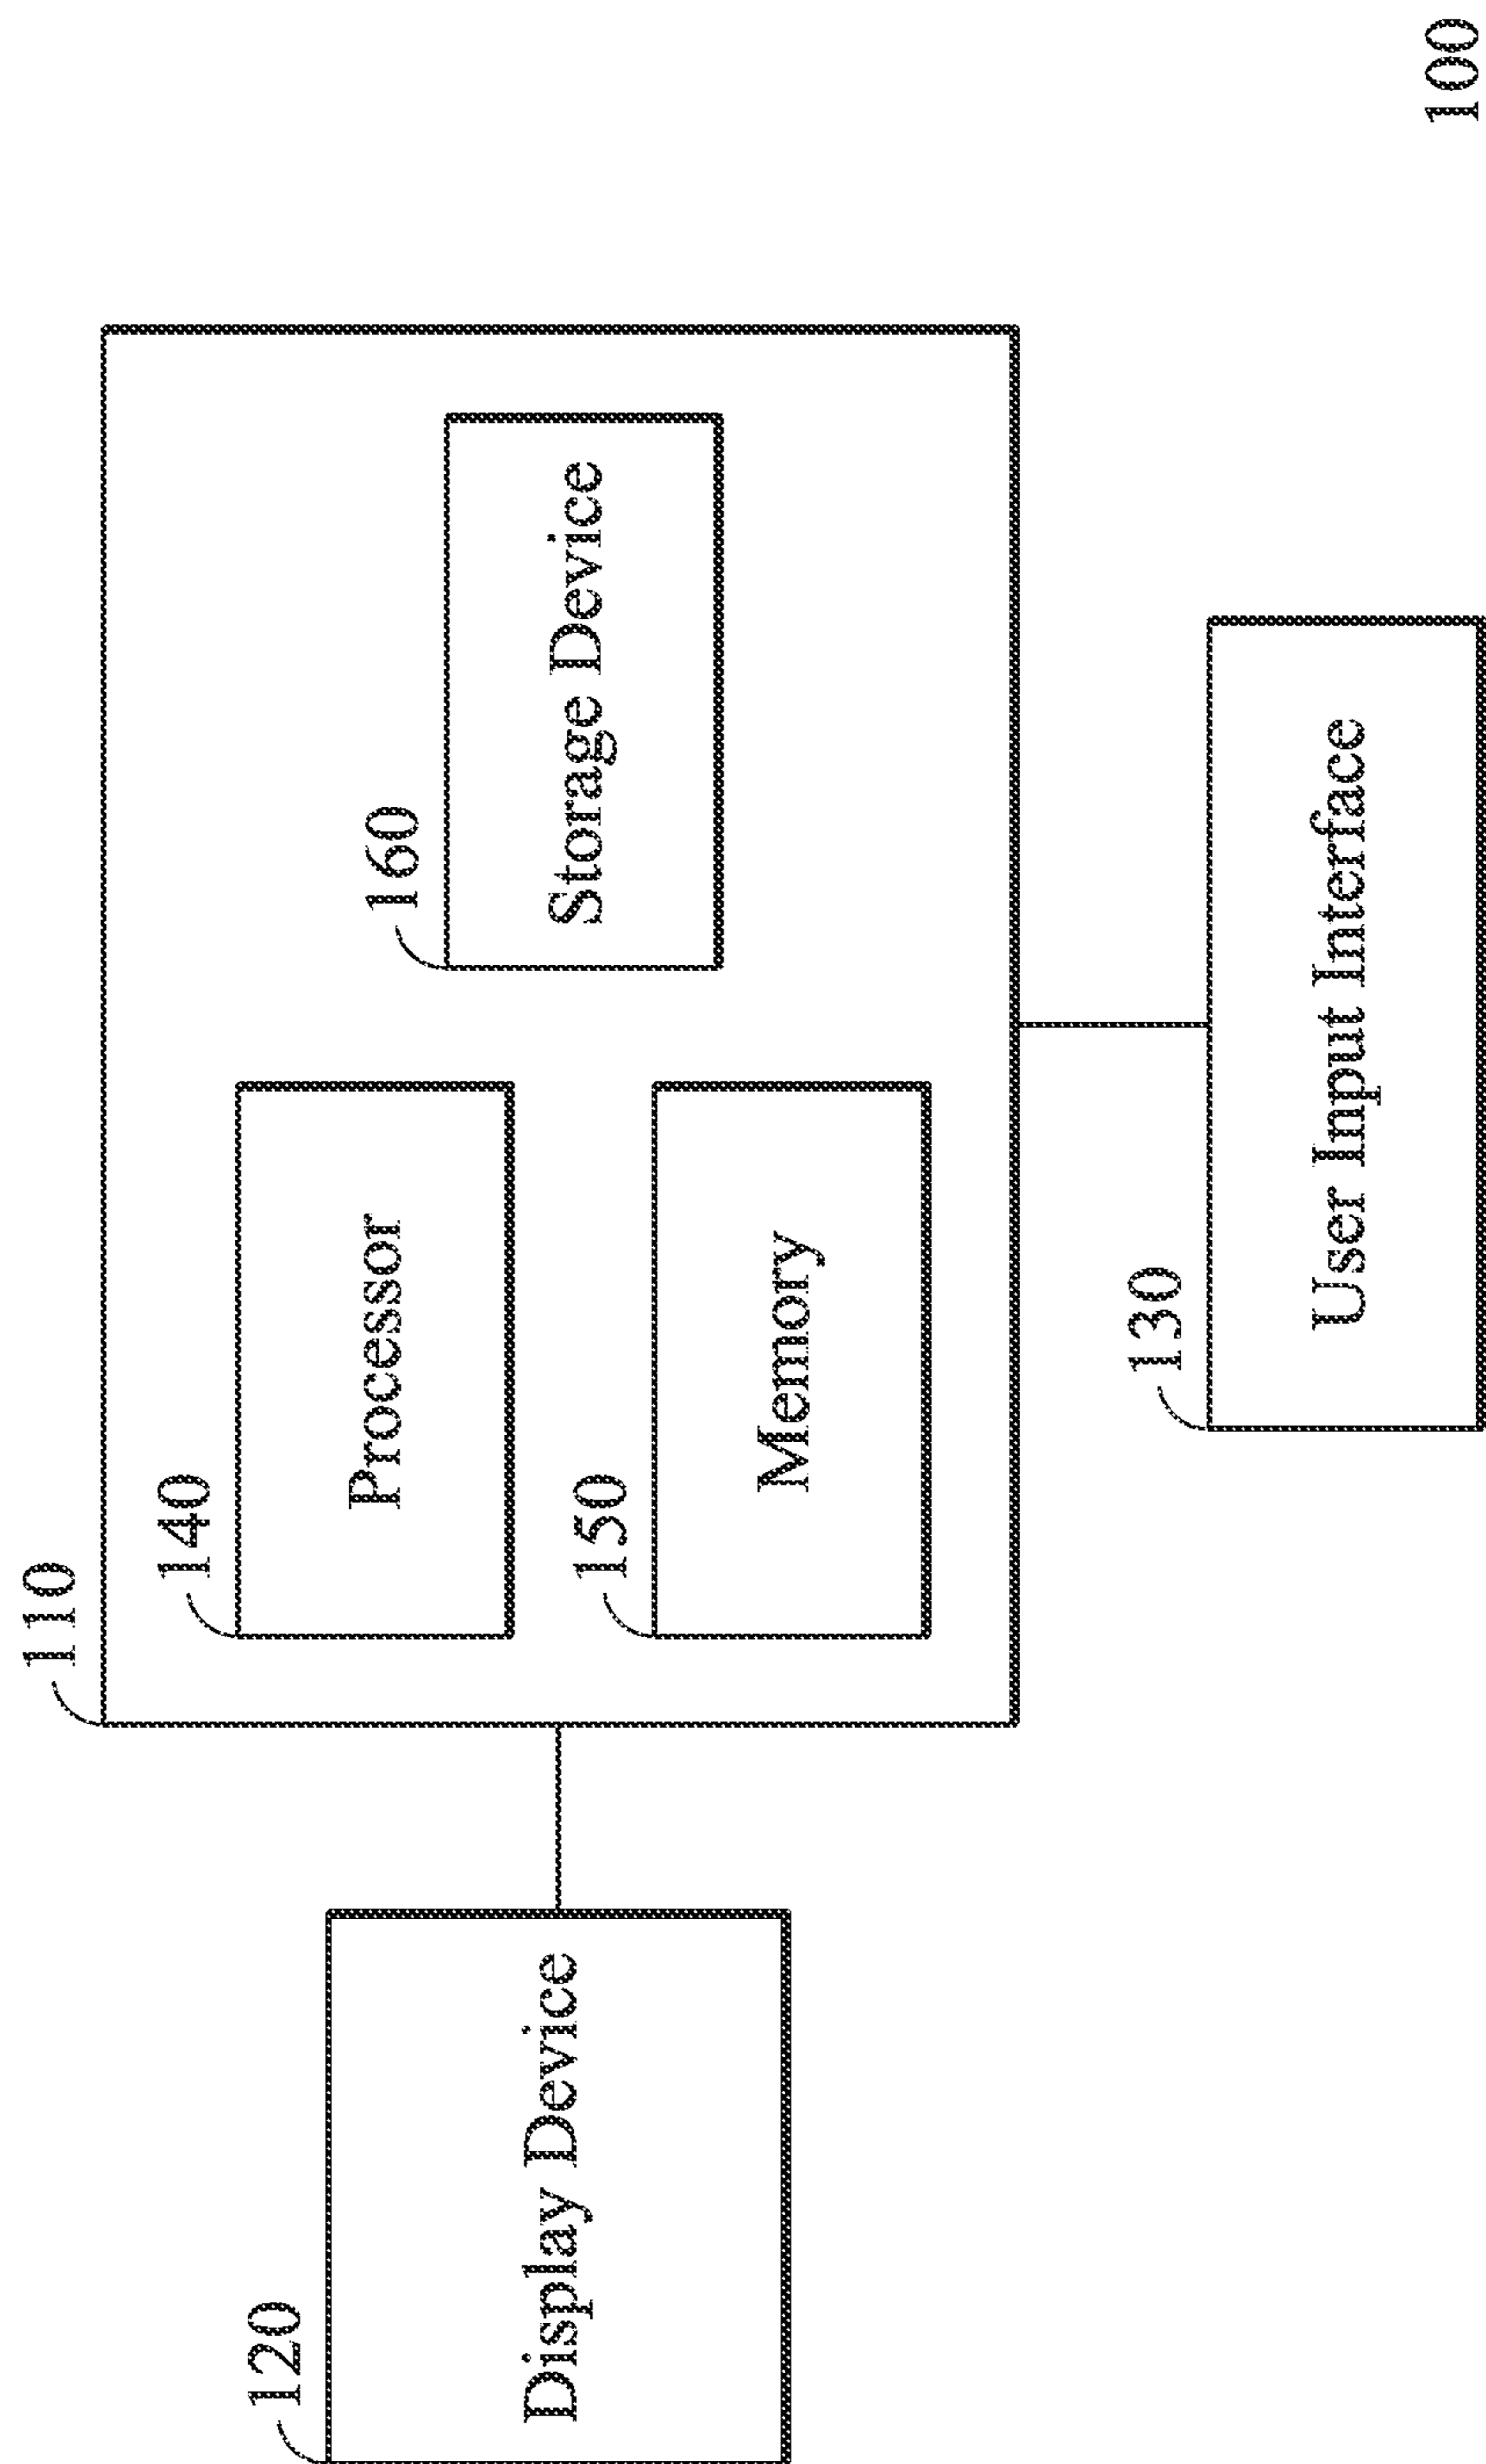 110
120
Display Device
140
Processor
160
Storage Device
150
Memory
130
User Input Interface
100